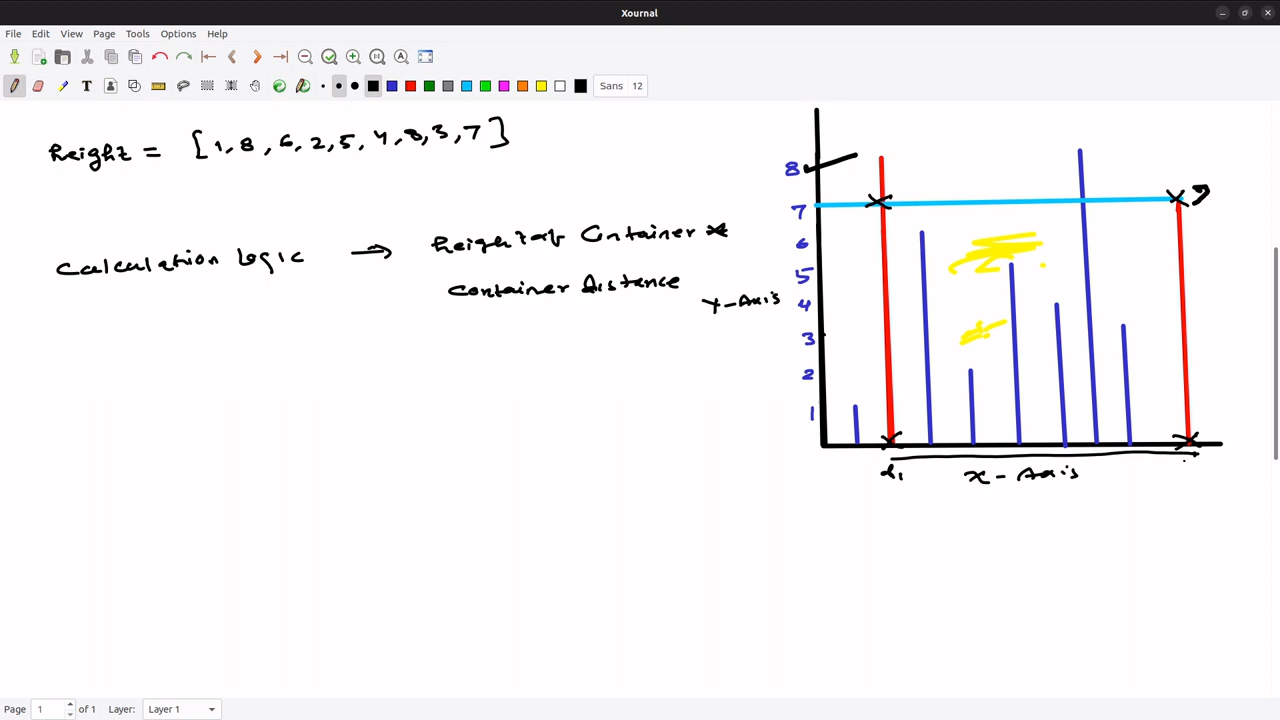 Xournal
File Edit View Page Tools Options Help
Sans 12
height = [1, 8, 6, 2, 5, 4, 8, 3, 7]
Calculation Logic → Height of Container *
Container distance
Y-Axis
8
7
6
5
4
3
2
1
x - Axis
Page 1 of 1 Layer: Layer 1